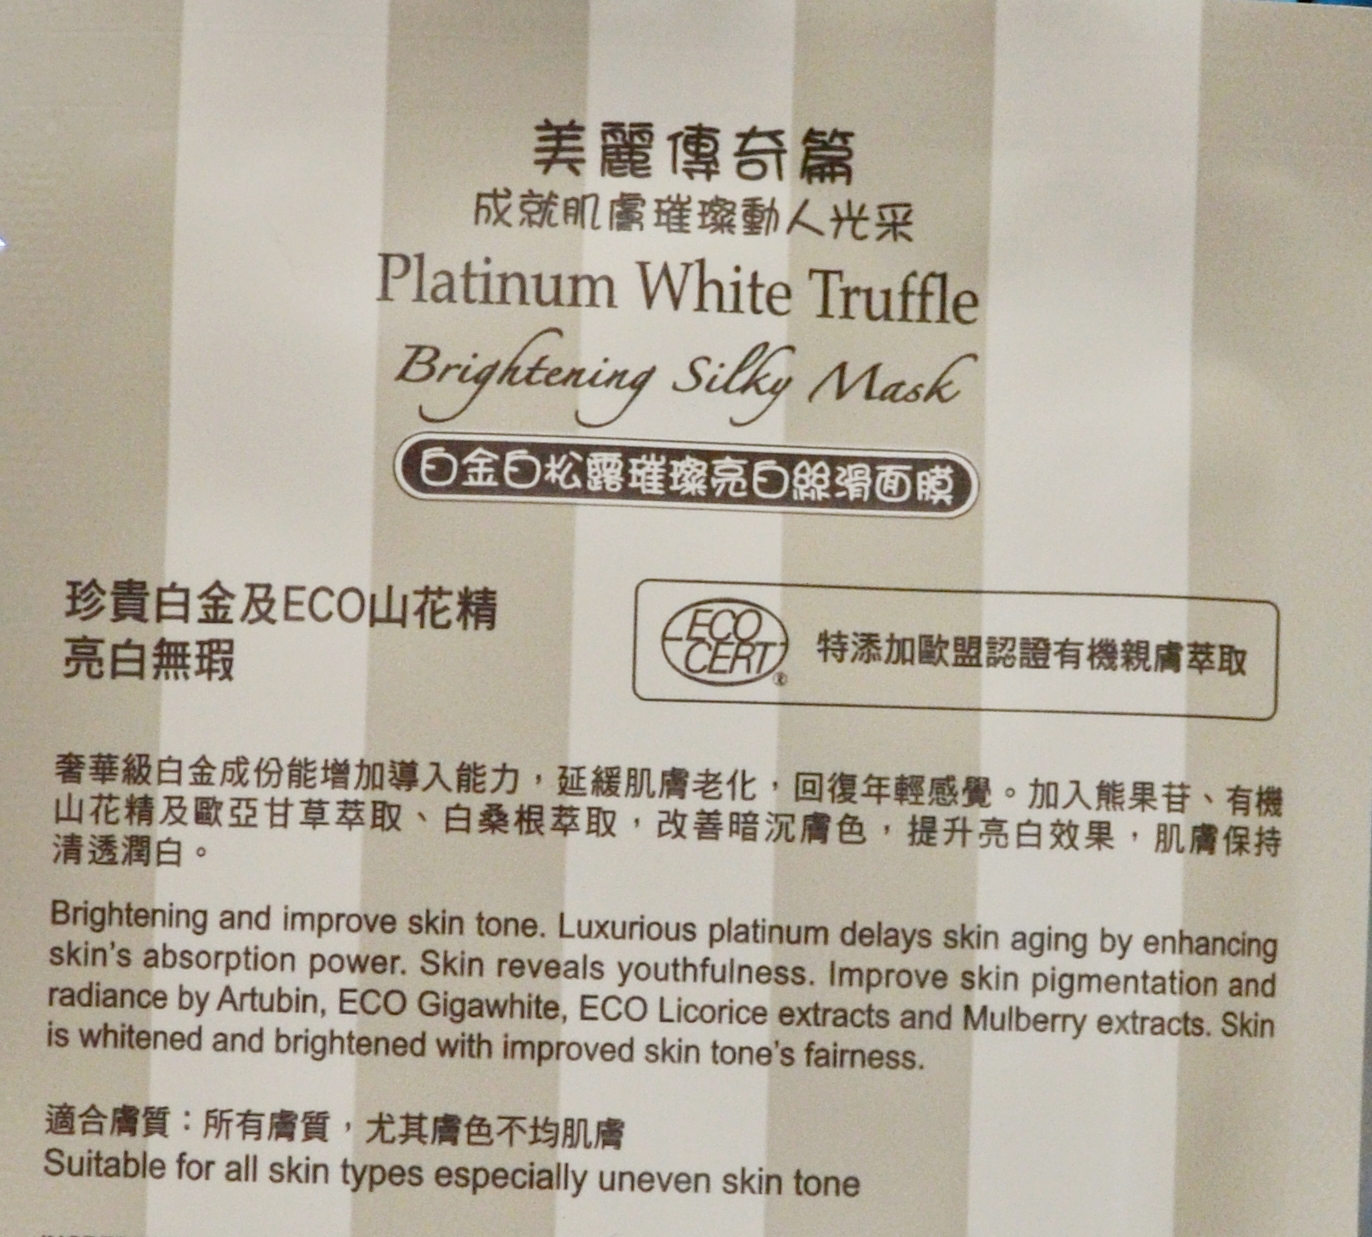 美麗傳奇篇
成就肌膚璀璨動人光采
Platinum White Truffle
Brightening Silky Mask
白金白松露璀璨亮白絲滑面膜
珍貴白金及ECO山花精
亮白無瑕
ECO
CERT®
特添加歐盟認證有機親膚萃取
奢華級白金成份能增加導入能力，延緩肌膚老化，回復年輕感覺。加入熊果苷、有機
山花精及歐亞甘草萃取、白桑根萃取，改善暗沉膚色，提升亮白效果，肌膚保持
清透潤白。
Brightening and improve skin tone. Luxurious platinum delays skin aging by enhancing
skin's absorption power. Skin reveals youthfulness. Improve skin pigmentation and
radiance by Artubin, ECO Gigawhite, ECO Licorice extracts and Mulberry extracts. Skin
is whitened and brightened with improved skin tone's fairness.
適合膚質：所有膚質，尤其膚色不均肌膚
Suitable for all skin types especially uneven skin tone